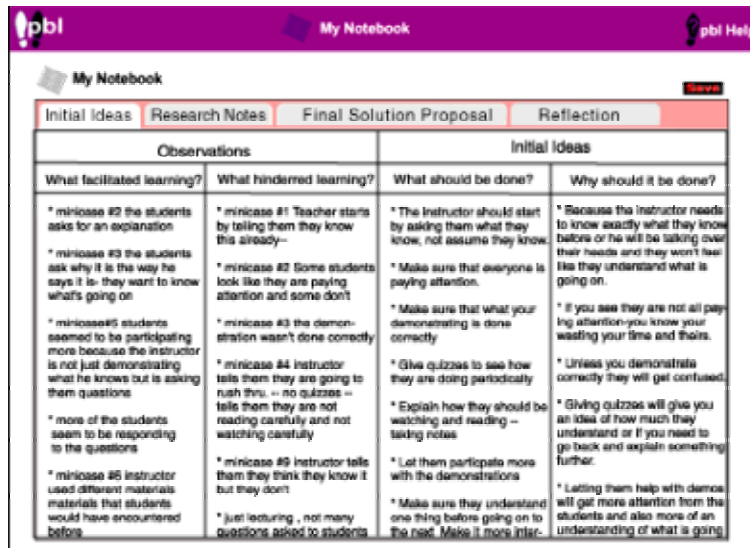 pbl
My Notebook
pbl Help
My Notebook
Save
Initial Ideas
Research Notes
Final Solution Proposal
Reflection
Observations
Initial Ideas
What facilitated learning?
What hinderred learning?
What should be done?
Why should it be done?
* minicase #2 the students
asks for an explanation
* minicase #3 the students
ask why it is the way he
says it is- they want to know
what's going on
* minicase#5 students
seemed to be participating
more because the instructor
is not just demonstrating
what he knows but is asking
them questions
* more of the students
seem to be responding
to the questions
* minicase #6 instructor
used different materials
materials that students
would have encountered
before
* minicase #1 Teacher starts
by telling them they know
this already--
* minicase #2 Some students
look like they are paying
attention and some don't
* minicase #3 the demon-
stration wasn't done correctly
* minicase #4 instructor
tells them they are going to
rush thru. -- no quizzes --
tells them they are not
reading carefully and not
watching carefully
* minicase #9 instructor tells
them they think they know it
but they don't
* just lecturing , not many
questions asked to students
* The instructor should start
by asking them what they
know, not assume they know.
* Make sure that everyone is
paying attention.
* Make sure that what your
demonstrating is done
correctly
* Give quizzes to see how
they are doing periodically
* Explain how they should be
watching and reading --
taking notes
* Let them particpate more
with the demonstrations
* Make sure they understand
one thing before going on to
the next. Make it more inter-
* Because the instructor needs
to know exactly what they know
before or he will be talking over
their heads and they won't feel
like they understand what is
going on.
* If you see they are not all pay-
ing attention-you know your
wasting your time and theirs.
* Unless you demonstrate
correctly they will get confused.
* Giving quizzes will give you
an idea of how much they
understand or if you need to
go back and explain something
further.
* Letting them help with demos
will get more attention from the
students and also more of an
understanding of what is going